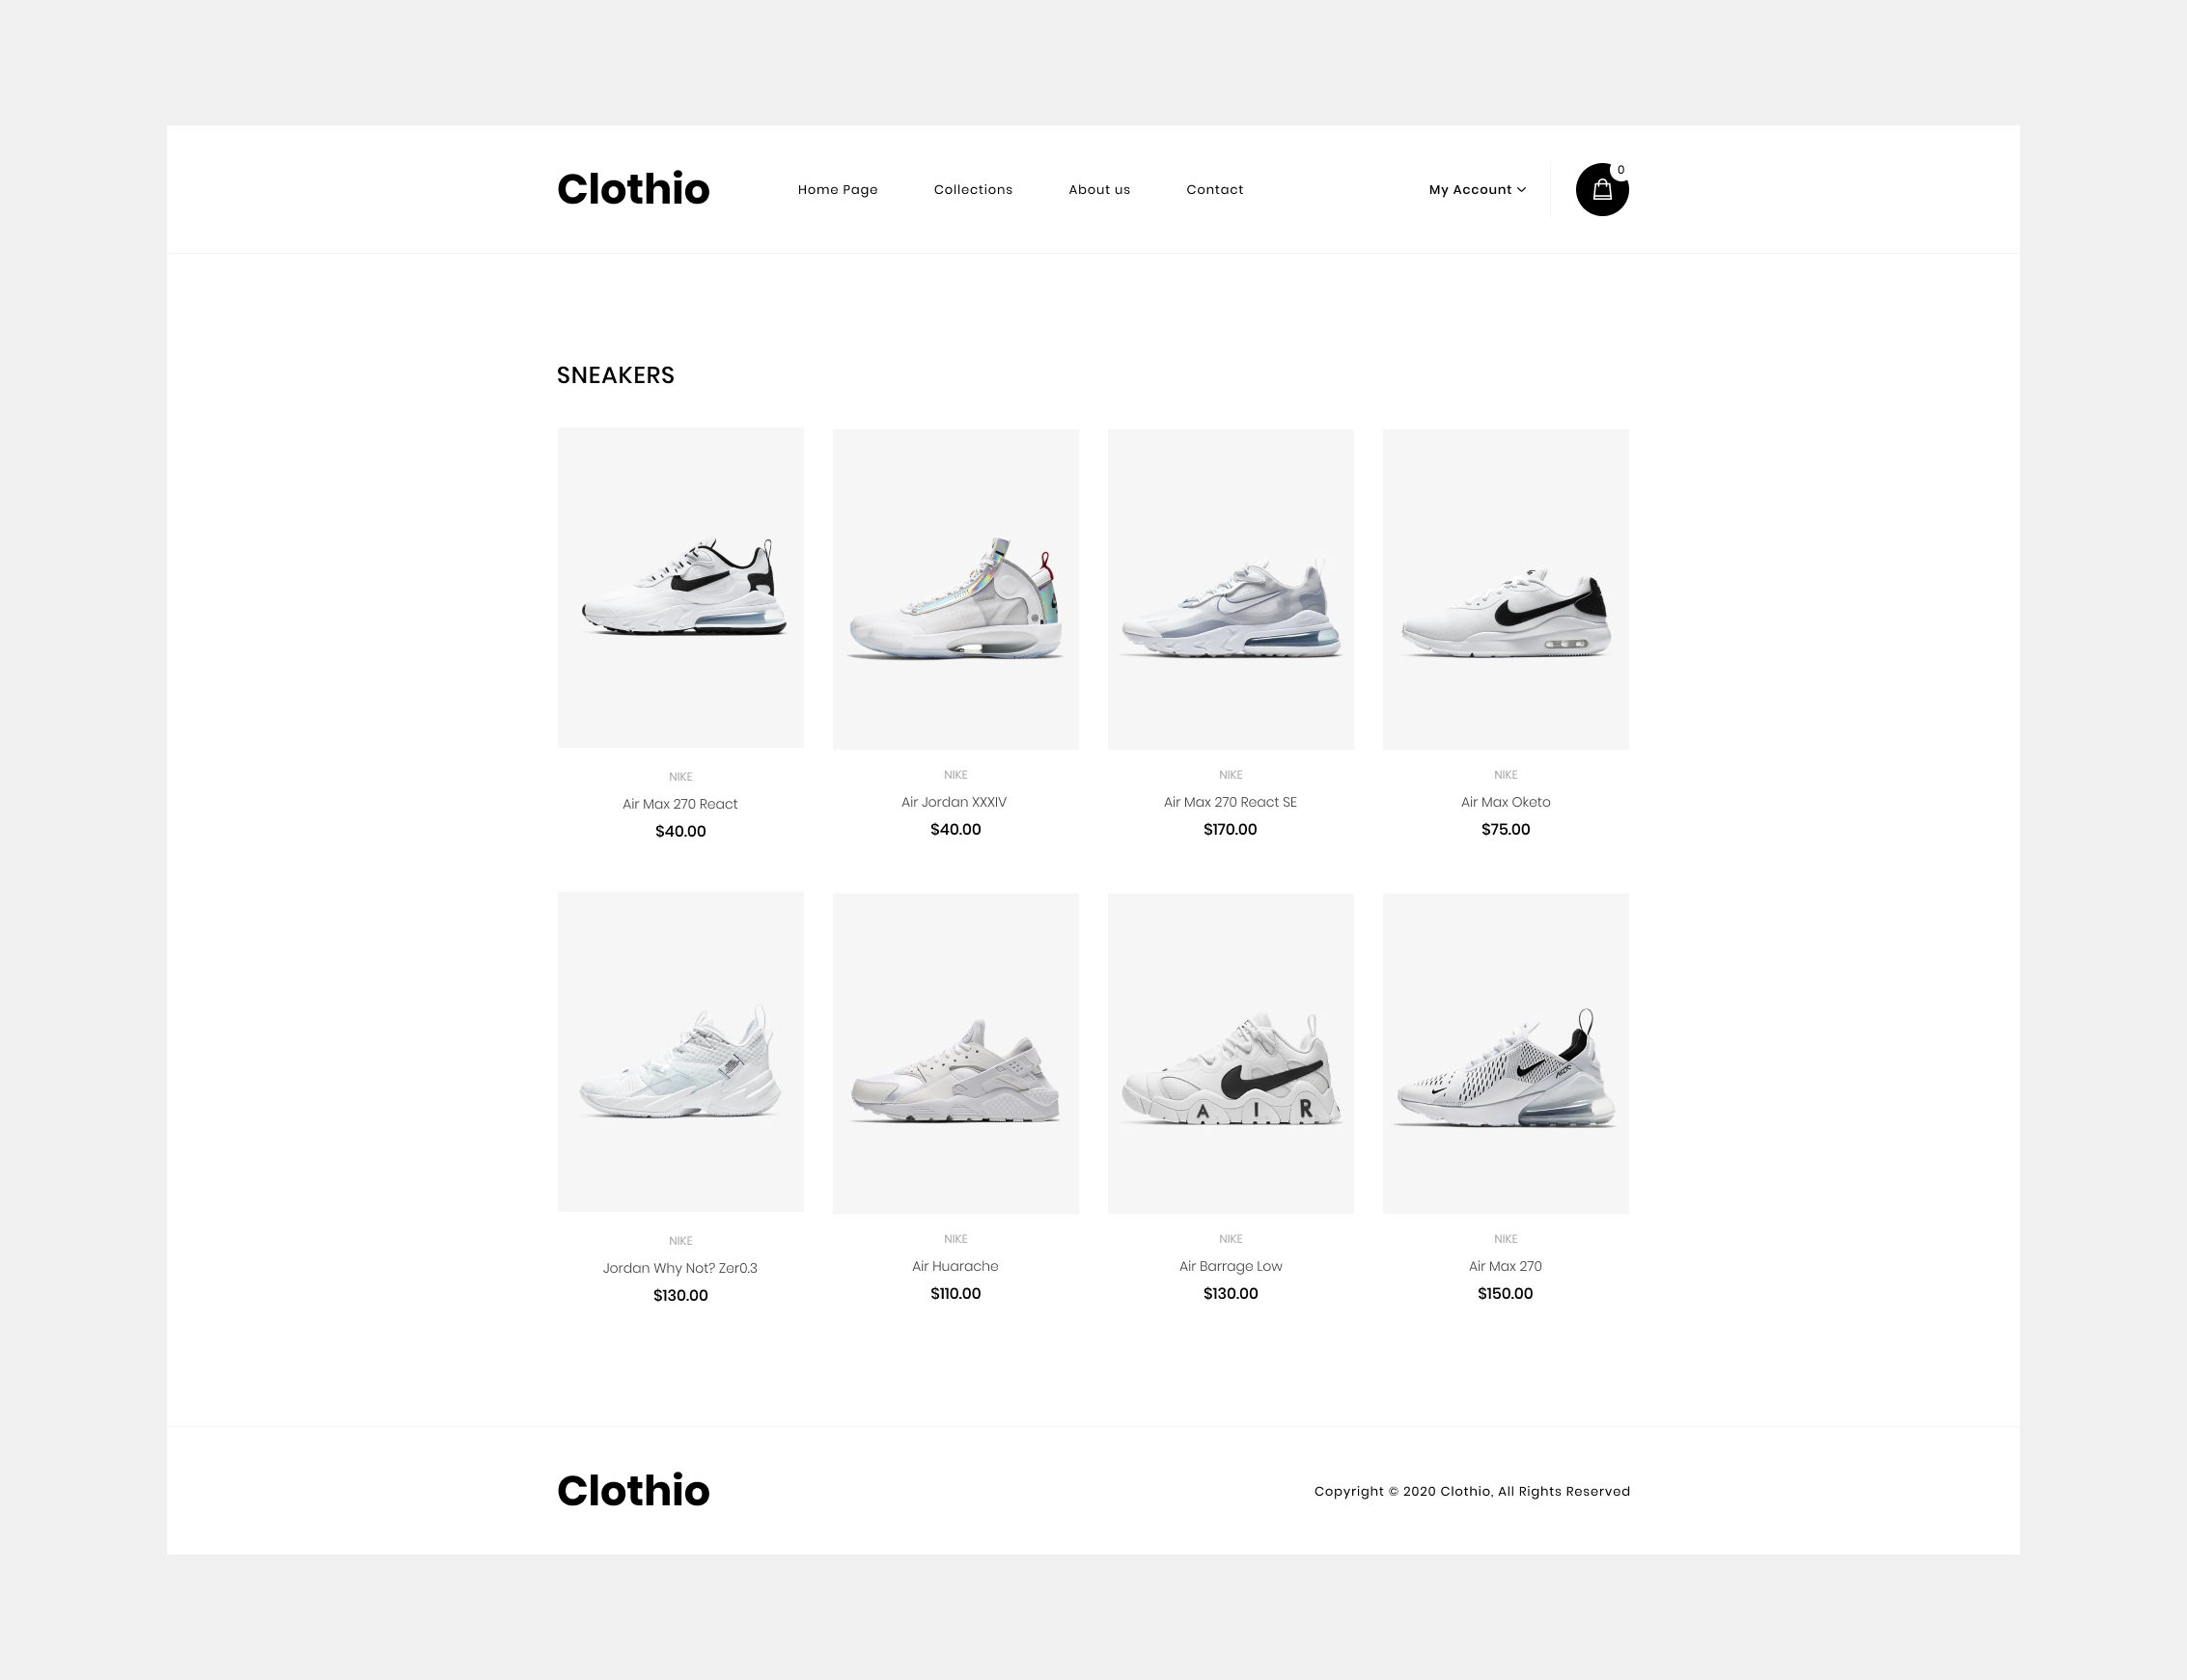 Clothio
Home Page
Collections
About us
Contact
My Account
0
SNEAKERS
NIKE
Air Max 270 React
$40.00
NIKE
Air Jordan XXXIV
$40.00
NIKE
Air Max 270 React SE
$170.00
NIKE
Air Max Oketo
$75.00
A I R
NIKE
Jordan Why Not? Zer0.3
$130.00
NIKE
Air Huarache
$110.00
NIKE
Air Barrage Low
$130.00
NIKE
Air Max 270
$150.00
Clothio
Copyright © 2020 Clothio, All Rights Reserved